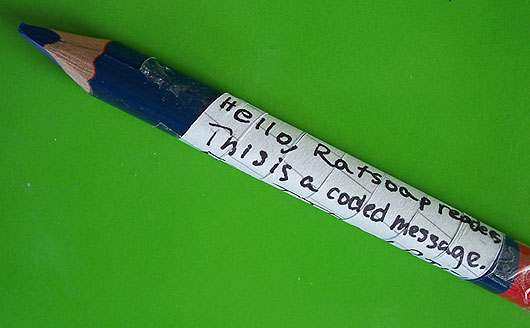 Hello, Ratsoap readers
This is a coded message.